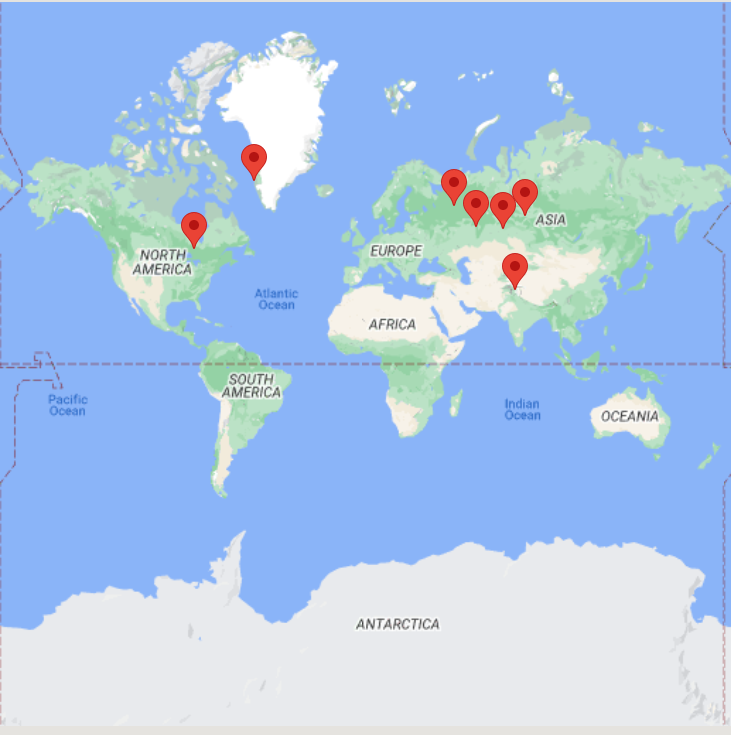 ASIA
EUROPE
NORTH
AMERICA
Atlantic
Ocean
AFRICA
SOUTH
AMERICA
Pacific
Ocean
Indian
Ocean
OCEANIA
ANTARCTICA